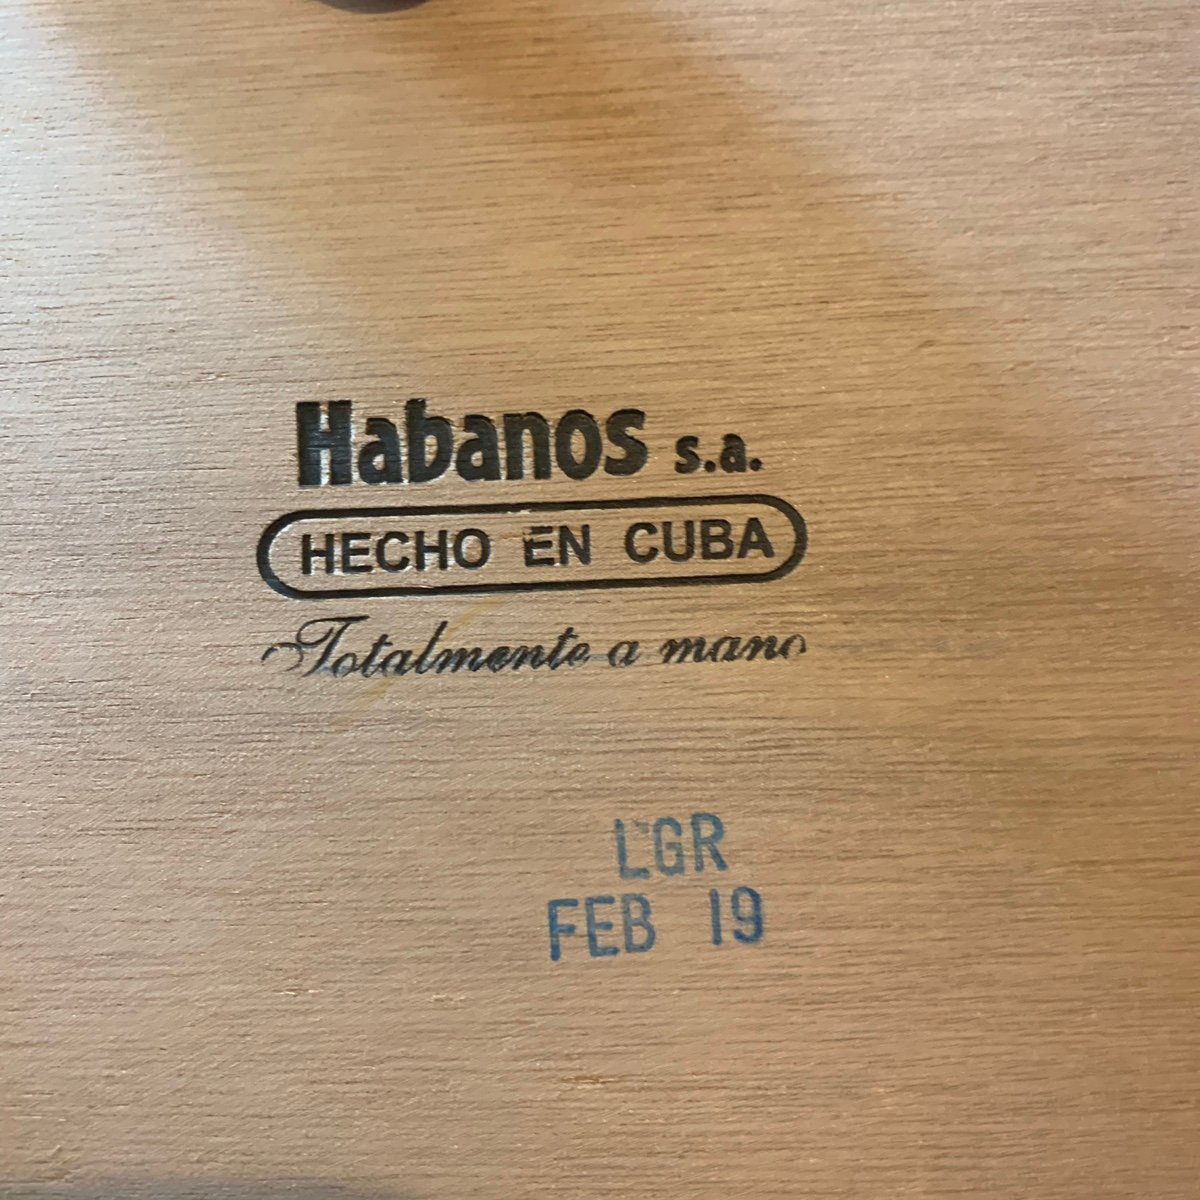 Habanos s.a.
HECHO EN CUBA
Totalmente a mano
LGR
FEB 19